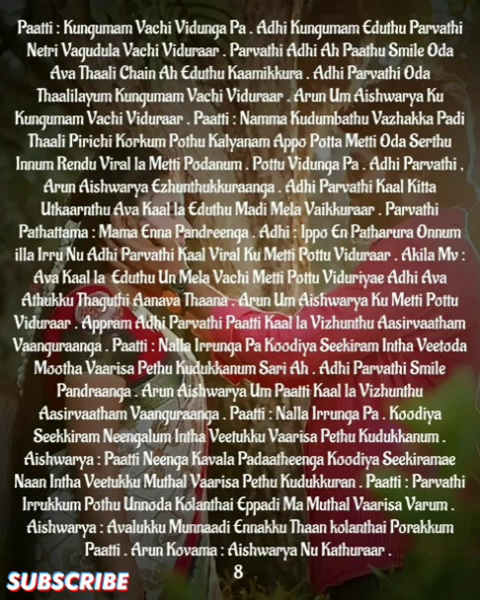 Paatti : Kungumam Vachi Vidunga Pa . Adhi Kungumam Eduthu Parvathi
Netri Vagudula Vachi Viduraar . Parvathi Adhi Ah Paathu Smile Oda
Ava Thaali Chain Ah Eduthu Kaamikkura . Adhi Parvathi Oda
Thaalilayum Kungumam Vachi Viduraar . Arun Um Aishwarya Ku
Kungumam Vachi Viduraar . Paatti : Namma Kudumbathu Vazhakka Padi
Thaali Pirichi Korkum Pothu Kalyanam Appo Potta Metti Oda Serthu
Innum Rendu Viral la Metti Podanum . Pottu Vidunga Pa . Adhi Parvathi ,
Arun Aishwarya Ezhunthukkuraanga . Adhi Parvathi Kaal Kitta
Utkaarnthu Ava Kaal la Eduthu Madi Mela Vaikkuraar . Parvathi
Pathattama : Mama Enna Pandreenga . Adhi : Ippo En Patharura Onnum
illa Irru Nu Adhi Parvathi Kaal Viral Ku Metti Pottu Viduraar . Akila Mv :
Ava Kaal la Eduthu Un Mela Vachi Metti Pottu Viduriyae Adhi Ava
Athukku Thaguthi Aanava Thaana . Arun Um Aishwarya Ku Metti Pottu
Viduraar . Appram Adhi Parvathi Paatti Kaal la Vizhunthu Aasirvaatham
Vaanguraanga . Paatti : Nalla Irrunga Pa Koodiya Seekiram Intha Veetoda
Mootha Vaarisa Pethu Kudukkanum Sari Ah . Adhi Parvathi Smile
Pandraanga . Arun Aishwarya Um Paatti Kaal la Vizhunthu
Aasirvaatham Vaanguraanga . Paatti : Nalla Irrunga Pa . Koodiya
Seekkiram Neengalum Intha Veetukku Vaarisa Pethu Kudukkanum .
Aishwarya : Paatti Neenga Kavala Padaatheenga Koodiya Seekiramae
Naan Intha Veetukku Muthal Vaarisa Pethu Kudukkuran . Paatti : Parvathi
Irrukkum Pothu Unnoda Kolanthai Eppadi Ma Muthal Vaarisa Varum .
Aishwarya : Avalukku Munnaadi Ennakku Thaan kolanthai Porakkum
Paatti . Arun Kovama : Aishwarya Nu Kathuraar .
8
SUBSCRIBE